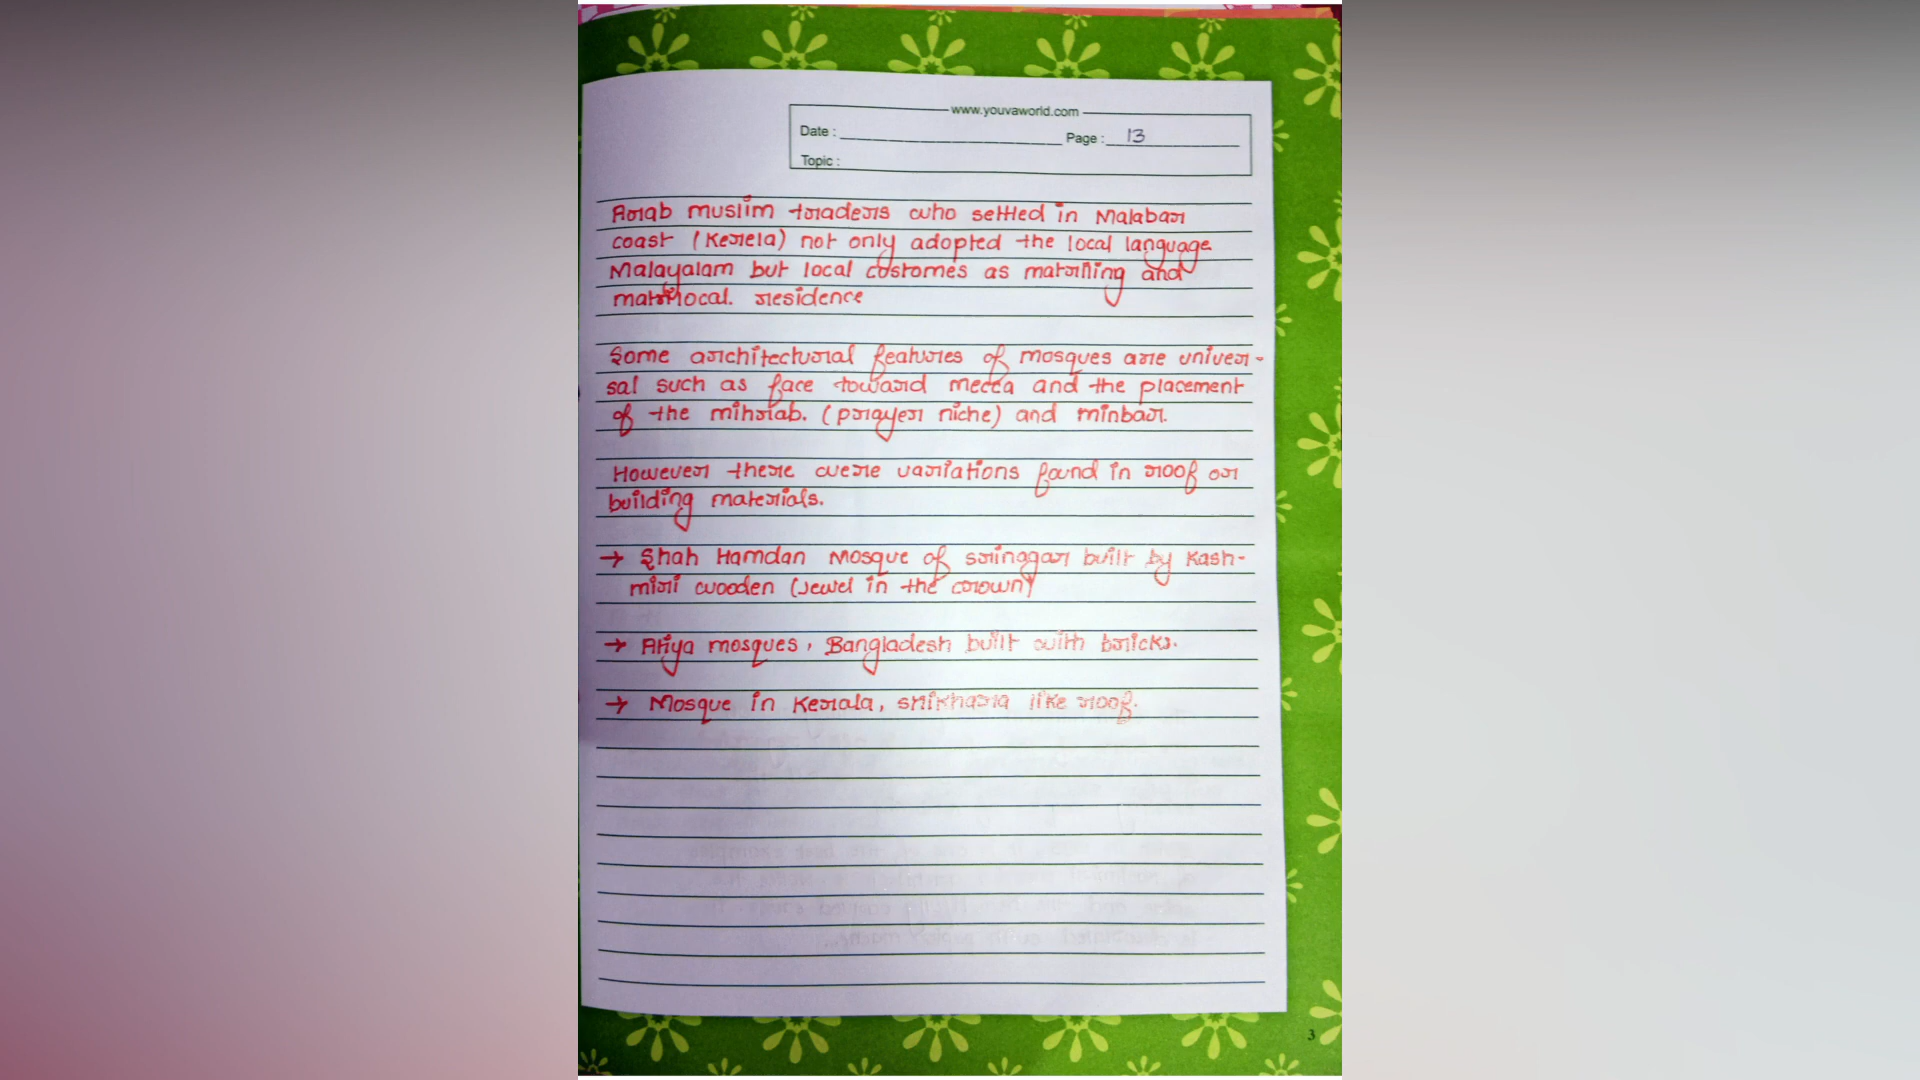 www.youvaworld.com
Date : Page : 13
Topic :
Arab muslim traders who settled in Malabar
coast (Kerela) not only adopted the local language
Malayalam but local costomes as matrilling and
matrilocal. residence
Some architectural features of mosques are univer-
sal such as face toward mecca and the placement
of the mihrab. (prayer niche) and minbar.
However there were variations found in roof or
building materials.
→ Shah Hamdan Mosque of srinagar built by Kash-
miri wooden (Jewel in the crown)
→ Atiya mosques, Bangladesh built with bricks.
→ Mosque in Kerala, shikhara like roof.
3